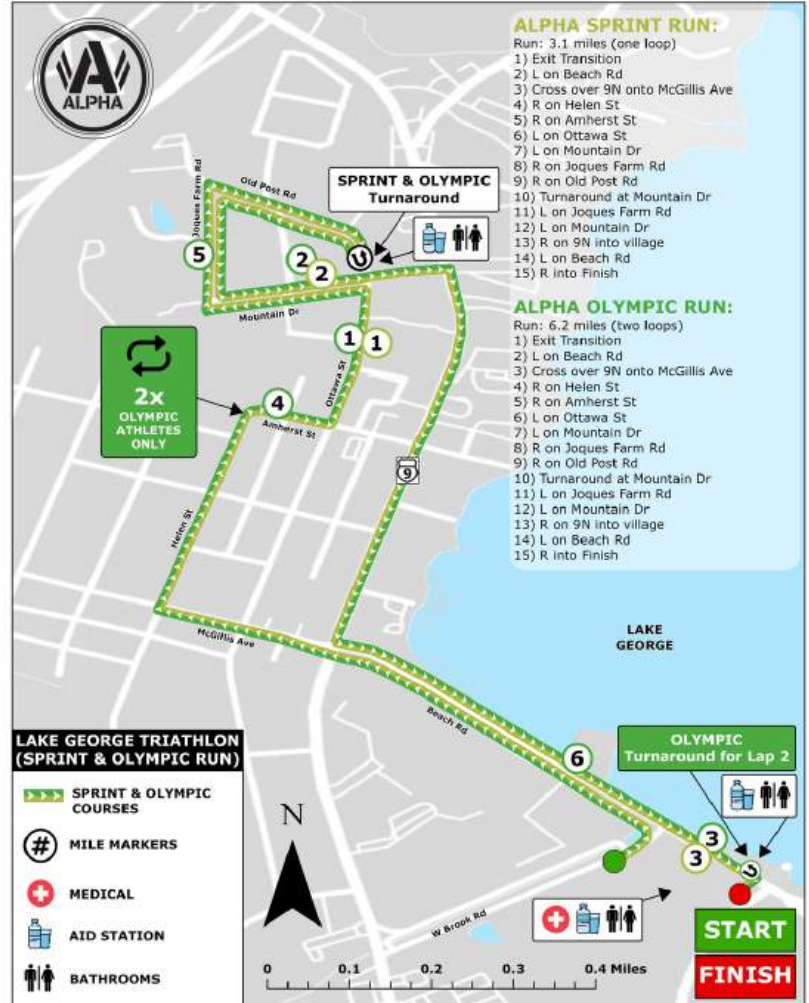 ALPHA
ALPHA SPRINT RUN:
Run: 3.1 miles (one loop)
1) Exit Transition
2) L on Beach Rd
3) Cross over 9N onto McGillis Ave
4) R on Helen St
5) R on Amherst St
6) L on Ottawa St
7) L on Mountain Dr
8) R on Joques Farm Rd
9) R on Old Post Rd
10) Turnaround at Mountain Dr
11) L on Joques Farm Rd
12) L on Mountain Dr
13) R on 9N into village
14) L on Beach Rd
15) R into Finish
ALPHA OLYMPIC RUN:
Run: 6.2 miles (two loops)
1) Exit Transition
2) L on Beach Rd
3) Cross over 9N onto McGillis Ave
4) R on Helen St
5) R on Amherst St
6) L on Ottawa St
7) L on Mountain Dr
8) R on Joques Farm Rd
9) R on Old Post Rd
10) Turnaround at Mountain Dr
11) L on Joques Farm Rd
12) L on Mountain Dr
13) R on 9N into village
14) L on Beach Rd
15) R into Finish
Old Post Rd
Joques Farm Rd
SPRINT & OLYMPIC
Turnaround
5
2
2
Mountain Dr
1
1
Ottawa St
2x
OLYMPIC
ATHLETES
ONLY
4
Amherst St
9
Helen St
McGillis Ave
LAKE
GEORGE
Beach Rd
6
OLYMPIC
Turnaround for Lap 2
3
3
W Brook Rd
START
FINISH
LAKE GEORGE TRIATHLON
(SPRINT & OLYMPIC RUN)
SPRINT & OLYMPIC
COURSES
# MILE MARKERS
MEDICAL
AID STATION
BATHROOMS
N
0 0.1 0.2 0.3 0.4 Miles